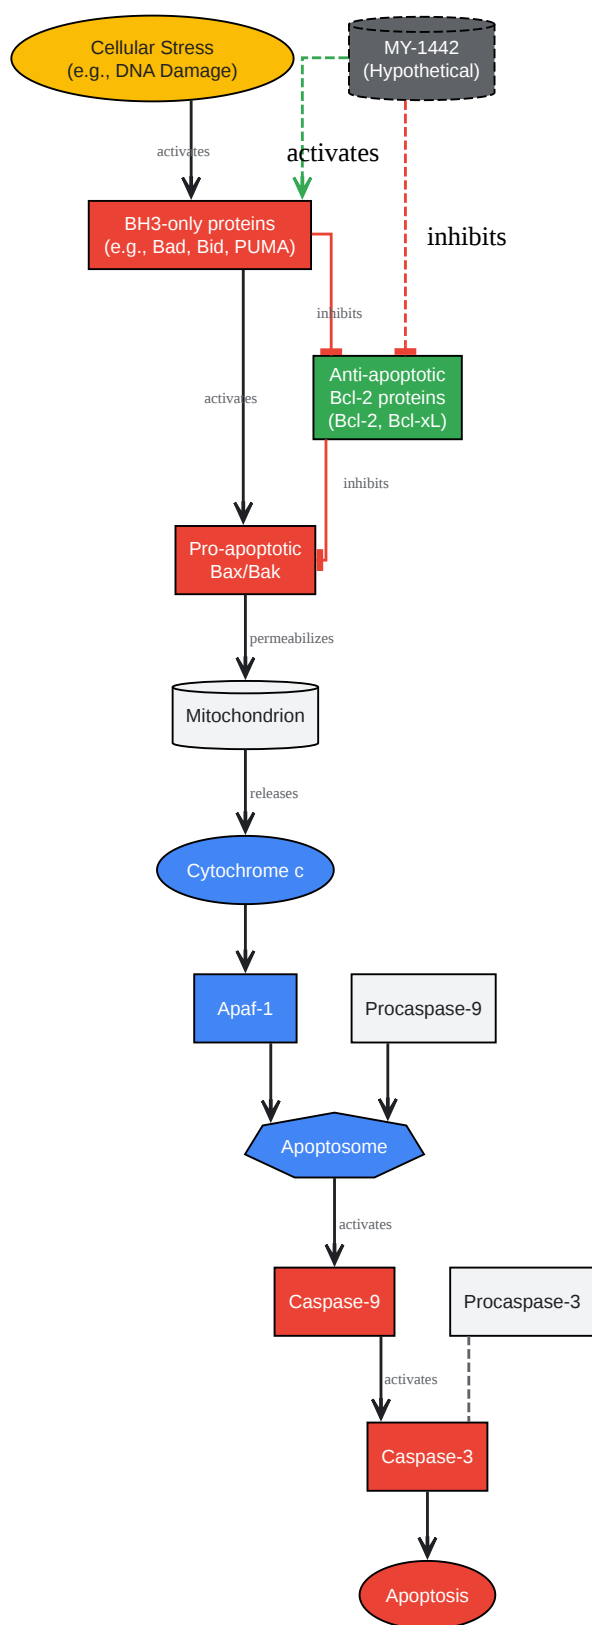 Cellular Stress
(e.g., DNA Damage)
MY-1442
(Hypothetical)
activates
activates
BH3-only proteins
(e.g., Bad, Bid, PUMA)
inhibits
inhibits
Anti-apoptotic
Bcl-2 proteins
(Bcl-2, Bcl-xL)
activates
inhibits
Pro-apoptotic
Bax/Bak
permeabilizes
Mitochondrion
releases
Cytochrome c
Apaf-1
Procaspase-9
Apoptosome
activates
Caspase-9
Procaspase-3
activates
Caspase-3
Apoptosis